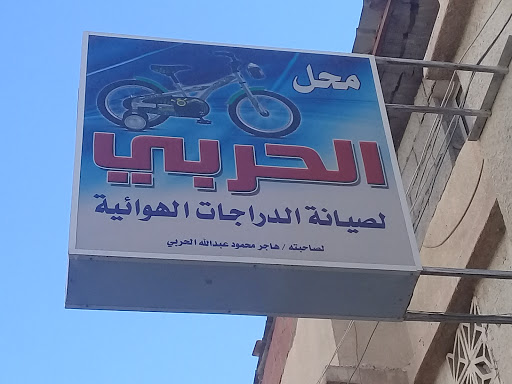 محل
الحربي
لصيانة الدراجات الهوائية
لصاحبته / هاجر محمود عبدالله الحربي